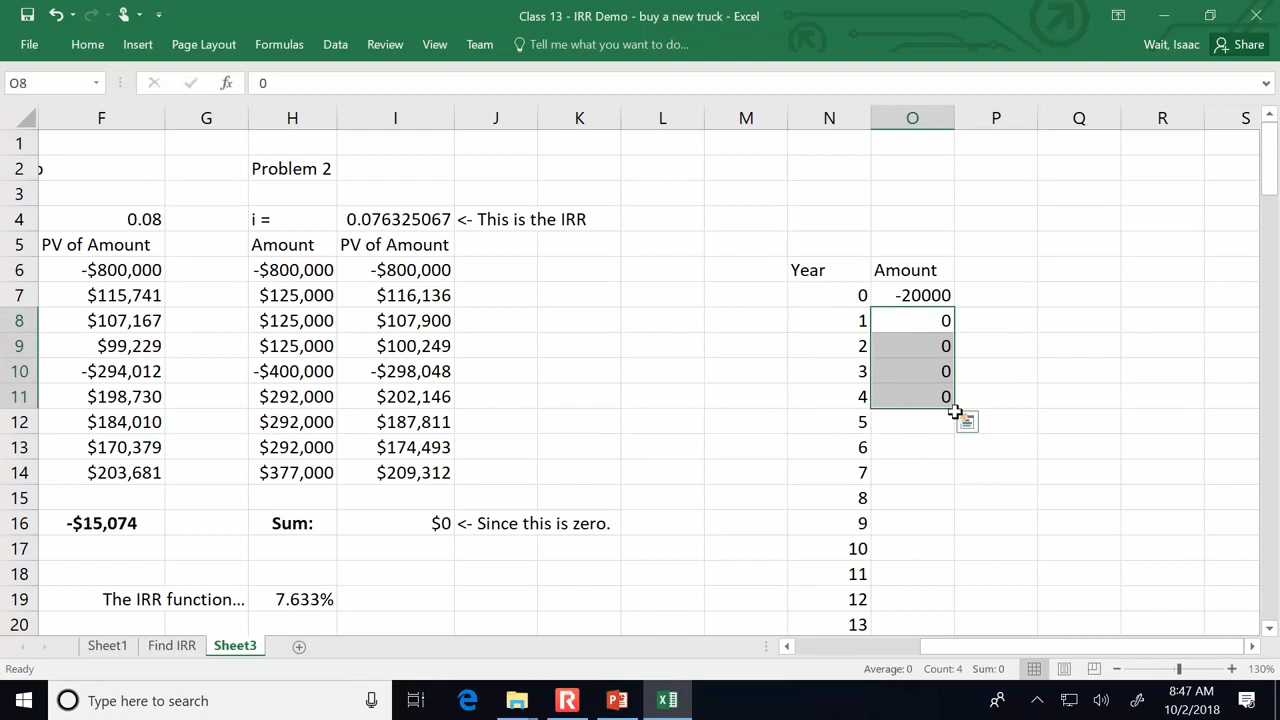 Class 13 - IRR Demo - buy a new truck - Excel
File Home Insert Page Layout Formulas Data Review View Team Tell me what you want to do... Wait, Isaac Share
O8 fx 0
F G H I J K L M N O P Q R S
1
2 Problem 2
3
4 0.08 i = 0.076325067 <- This is the IRR
5 PV of Amount Amount PV of Amount
6 -$800,000 -$800,000 -$800,000 Year Amount
7 $115,741 $125,000 $116,136 0 -20000
8 $107,167 $125,000 $107,900 1 0
9 $99,229 $125,000 $100,249 2 0
10 -$294,012 -$400,000 -$298,048 3 0
11 $198,730 $292,000 $202,146 4 0
12 $184,010 $292,000 $187,811 5
13 $170,379 $292,000 $174,493 6
14 $203,681 $377,000 $209,312 7
15 8
16 -$15,074 Sum: $0 <- Since this is zero. 9
17 10
18 11
19 The IRR function... 7.633% 12
20 13
Sheet1 Find IRR Sheet3
Ready Average: 0 Count: 4 Sum: 0 130%
Type here to search 8:47 AM
10/2/2018